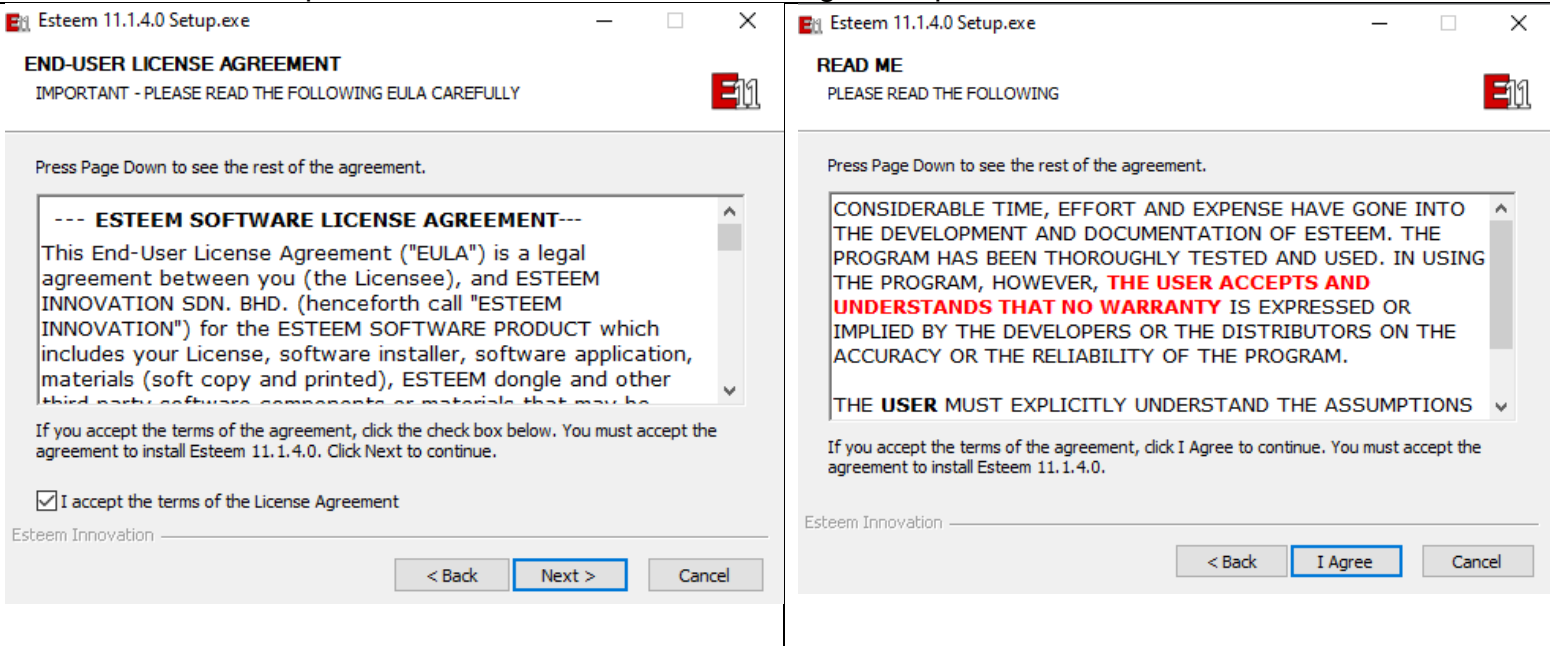 Esteem 11.1.4.0 Setup.exe
END-USER LICENSE AGREEMENT
IMPORTANT - PLEASE READ THE FOLLOWING EULA CAREFULLY
E11
Press Page Down to see the rest of the agreement.
--- ESTEEM SOFTWARE LICENSE AGREEMENT---
This End-User License Agreement ("EULA") is a legal
agreement between you (the Licensee), and ESTEEM
INNOVATION SDN. BHD. (henceforth call "ESTEEM
INNOVATION") for the ESTEEM SOFTWARE PRODUCT which
includes your License, software installer, software application,
materials (soft copy and printed), ESTEEM dongle and other
third party software components or materials that may be
If you accept the terms of the agreement, click the check box below. You must accept the
agreement to install Esteem 11.1.4.0. Click Next to continue.
I accept the terms of the License Agreement
Esteem Innovation
< Back Next > Cancel
Esteem 11.1.4.0 Setup.exe
READ ME
PLEASE READ THE FOLLOWING
E11
Press Page Down to see the rest of the agreement.
CONSIDERABLE TIME, EFFORT AND EXPENSE HAVE GONE INTO
THE DEVELOPMENT AND DOCUMENTATION OF ESTEEM. THE
PROGRAM HAS BEEN THOROUGHLY TESTED AND USED. IN USING
THE PROGRAM, HOWEVER, THE USER ACCEPTS AND
UNDERSTANDS THAT NO WARRANTY IS EXPRESSED OR
IMPLIED BY THE DEVELOPERS OR THE DISTRIBUTORS ON THE
ACCURACY OR THE RELIABILITY OF THE PROGRAM.
THE USER MUST EXPLICITLY UNDERSTAND THE ASSUMPTIONS
If you accept the terms of the agreement, click I Agree to continue. You must accept the
agreement to install Esteem 11.1.4.0.
Esteem Innovation
< Back I Agree Cancel